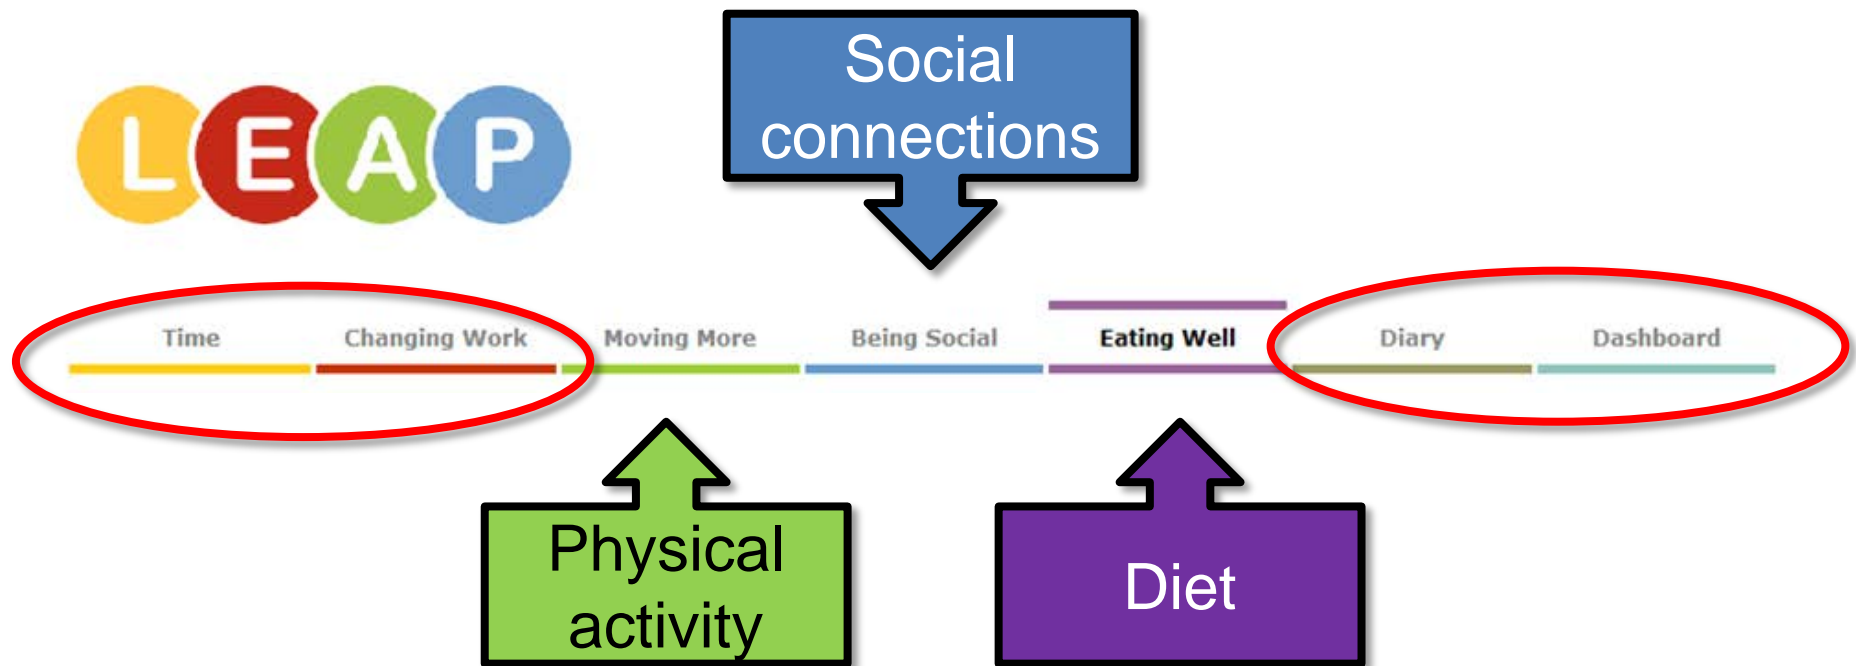 Social
connections
LEAP
Time Changing Work Moving More Being Social Eating Well Diary Dashboard
Physical
activity
Diet